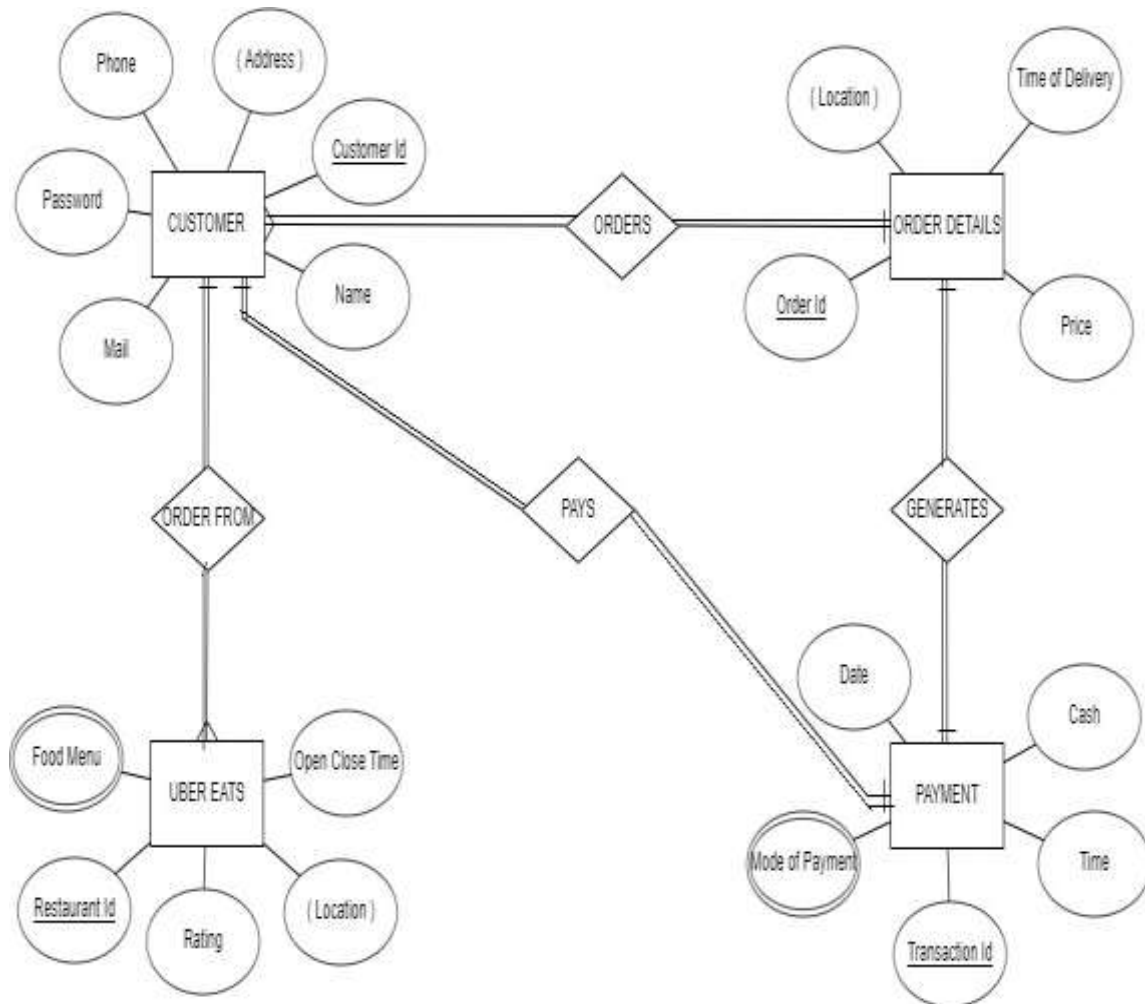 Phone
( Address )
Customer Id
Password
CUSTOMER
Name
Mail
ORDERS
( Location )
Time of Delivery
ORDER DETAILS
Order Id
Price
ORDER FROM
PAYS
GENERATES
Food Menu
Open Close Time
UBER EATS
Restaurant Id
Rating
( Location )
Date
Cash
PAYMENT
Mode of Payment
Time
Transaction Id